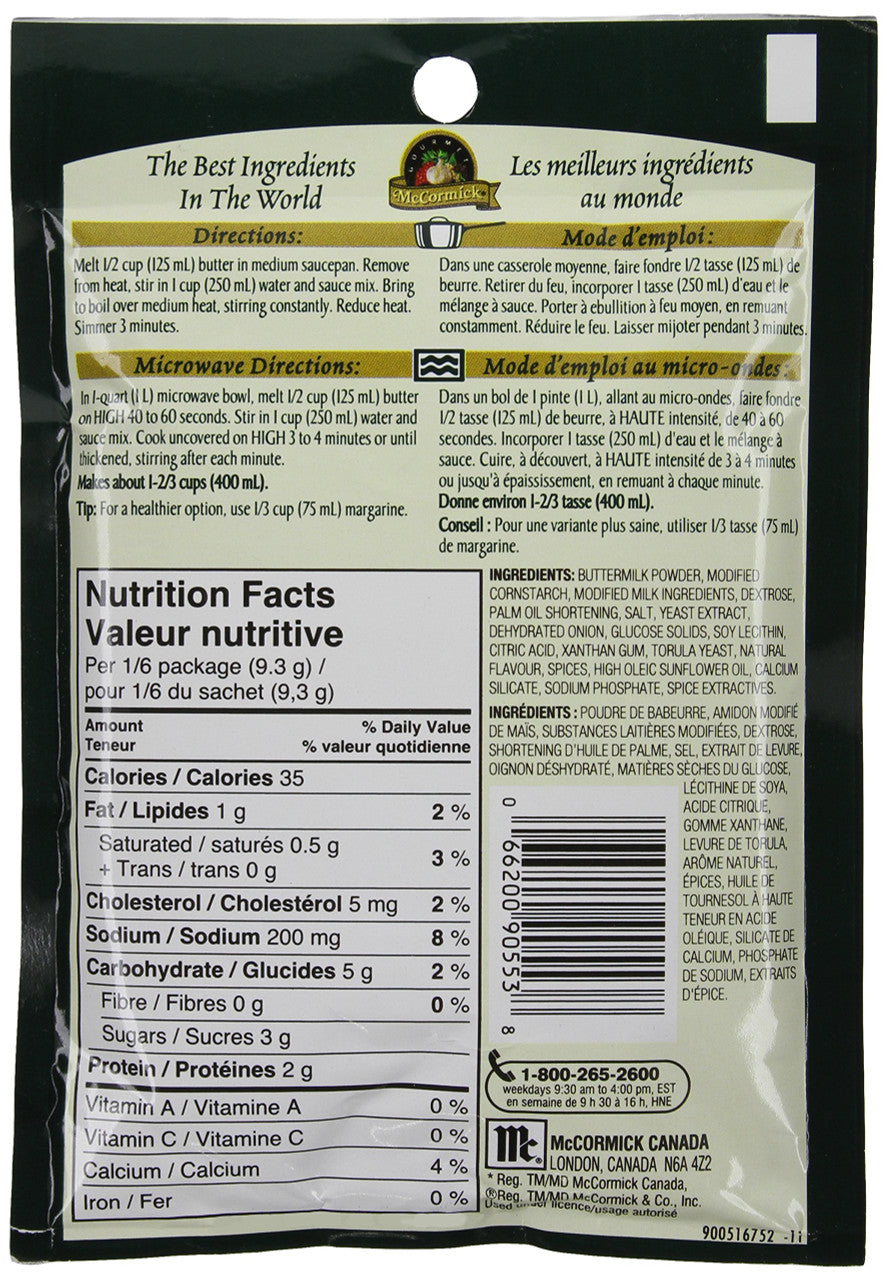 The Best Ingredients
In The World
GOURMET
McCormick
Les meilleurs ingrédients
au monde
Directions:
Melt 1/2 cup (125 mL) butter in medium saucepan. Remove
from heat, stir in 1 cup (250 mL) water and sauce mix. Bring
to boil over medium heat, stirring constantly. Reduce heat.
Simmer 3 minutes.
Mode d'emploi :
Dans une casserole moyenne, faire fondre 1/2 tasse (125 mL) de
beurre. Retirer du feu, incorporer 1 tasse (250 mL) d'eau et le
mélange à sauce. Porter à ebullition à feu moyen, en remuant
constamment. Réduire le feu. Laisser mijoter pendant 3 minutes.
Microwave Directions:
In 1-quart (1 L) microwave bowl, melt 1/2 cup (125 mL) butter
on HIGH 40 to 60 seconds. Stir in 1 cup (250 mL) water and
sauce mix. Cook uncovered on HIGH 3 to 4 minutes or until
thickened, stirring after each minute.
Makes about 1-2/3 cups (400 mL).
Tip: For a healthier option, use 1/3 cup (75 mL) margarine.
Mode d'emploi au micro-ondes:
Dans un bol de 1 pinte (1 L), allant au micro-ondes, faire fondre
1/2 tasse (125 mL) de beurre, à HAUTE intensité, de 40 à 60
secondes. Incorporer 1 tasse (250 mL) d'eau et le mélange à
sauce. Cuire, à découvert, à HAUTE intensité de 3 à 4 minutes
ou jusqu'à épaississement, en remuant à chaque minute.
Donne environ 1-2/3 tasse (400 mL).
Conseil : Pour une variante plus saine, utiliser 1/3 tasse (75 mL)
de margarine.
Nutrition Facts
Valeur nutritive
Per 1/6 package (9.3 g) /
pour 1/6 du sachet (9,3 g)
Amount % Daily Value
Teneur % valeur quotidienne
Calories / Calories 35
Fat / Lipides 1 g 2 %
Saturated / saturés 0.5 g
+ Trans / trans 0 g 3 %
Cholesterol / Cholestérol 5 mg 2 %
Sodium / Sodium 200 mg 8 %
Carbohydrate / Glucides 5 g 2 %
Fibre / Fibres 0 g 0 %
Sugars / Sucres 3 g
Protein / Protéines 2 g
Vitamin A / Vitamine A 0 %
Vitamin C / Vitamine C 0 %
Calcium / Calcium 4 %
Iron / Fer 0 %
INGREDIENTS: BUTTERMILK POWDER, MODIFIED
CORNSTARCH, MODIFIED MILK INGREDIENTS, DEXTROSE,
PALM OIL SHORTENING, SALT, YEAST EXTRACT,
DEHYDRATED ONION, GLUCOSE SOLIDS, SOY LECITHIN,
CITRIC ACID, XANTHAN GUM, TORULA YEAST, NATURAL
FLAVOUR, SPICES, HIGH OLEIC SUNFLOWER OIL, CALCIUM
SILICATE, SODIUM PHOSPHATE, SPICE EXTRACTIVES.
INGRÉDIENTS : POUDRE DE BABEURRE, AMIDON MODIFIÉ
DE MAÏS, SUBSTANCES LAITIÈRES MODIFIÉES, DEXTROSE,
SHORTENING D'HUILE DE PALME, SEL, EXTRAIT DE LEVURE,
OIGNON DÉSHYDRATÉ, MATIÈRES SÈCHES DU GLUCOSE,
LÉCITHINE DE SOYA,
ACIDE CITRIQUE,
GOMME XANTHANE,
LEVURE DE TORULA,
ARÔME NATUREL,
ÉPICES, HUILE DE
TOURNESOL À HAUTE
TENEUR EN ACIDE
OLÉIQUE, SILICATE DE
CALCIUM, PHOSPHATE
DE SODIUM, EXTRAITS
D'ÉPICE.
0 66200 90553 8
1-800-265-2600
weekdays 9:30 am to 4:00 pm, EST
en semaine de 9 h 30 à 16 h, HNE
Mc
McCORMICK CANADA
LONDON, CANADA N6A 4Z2
* Reg. TM/MD McCormick Canada,
®Reg. TM/MD McCormick & Co., Inc.
Used under licence/usage autorisé
900516752 -11